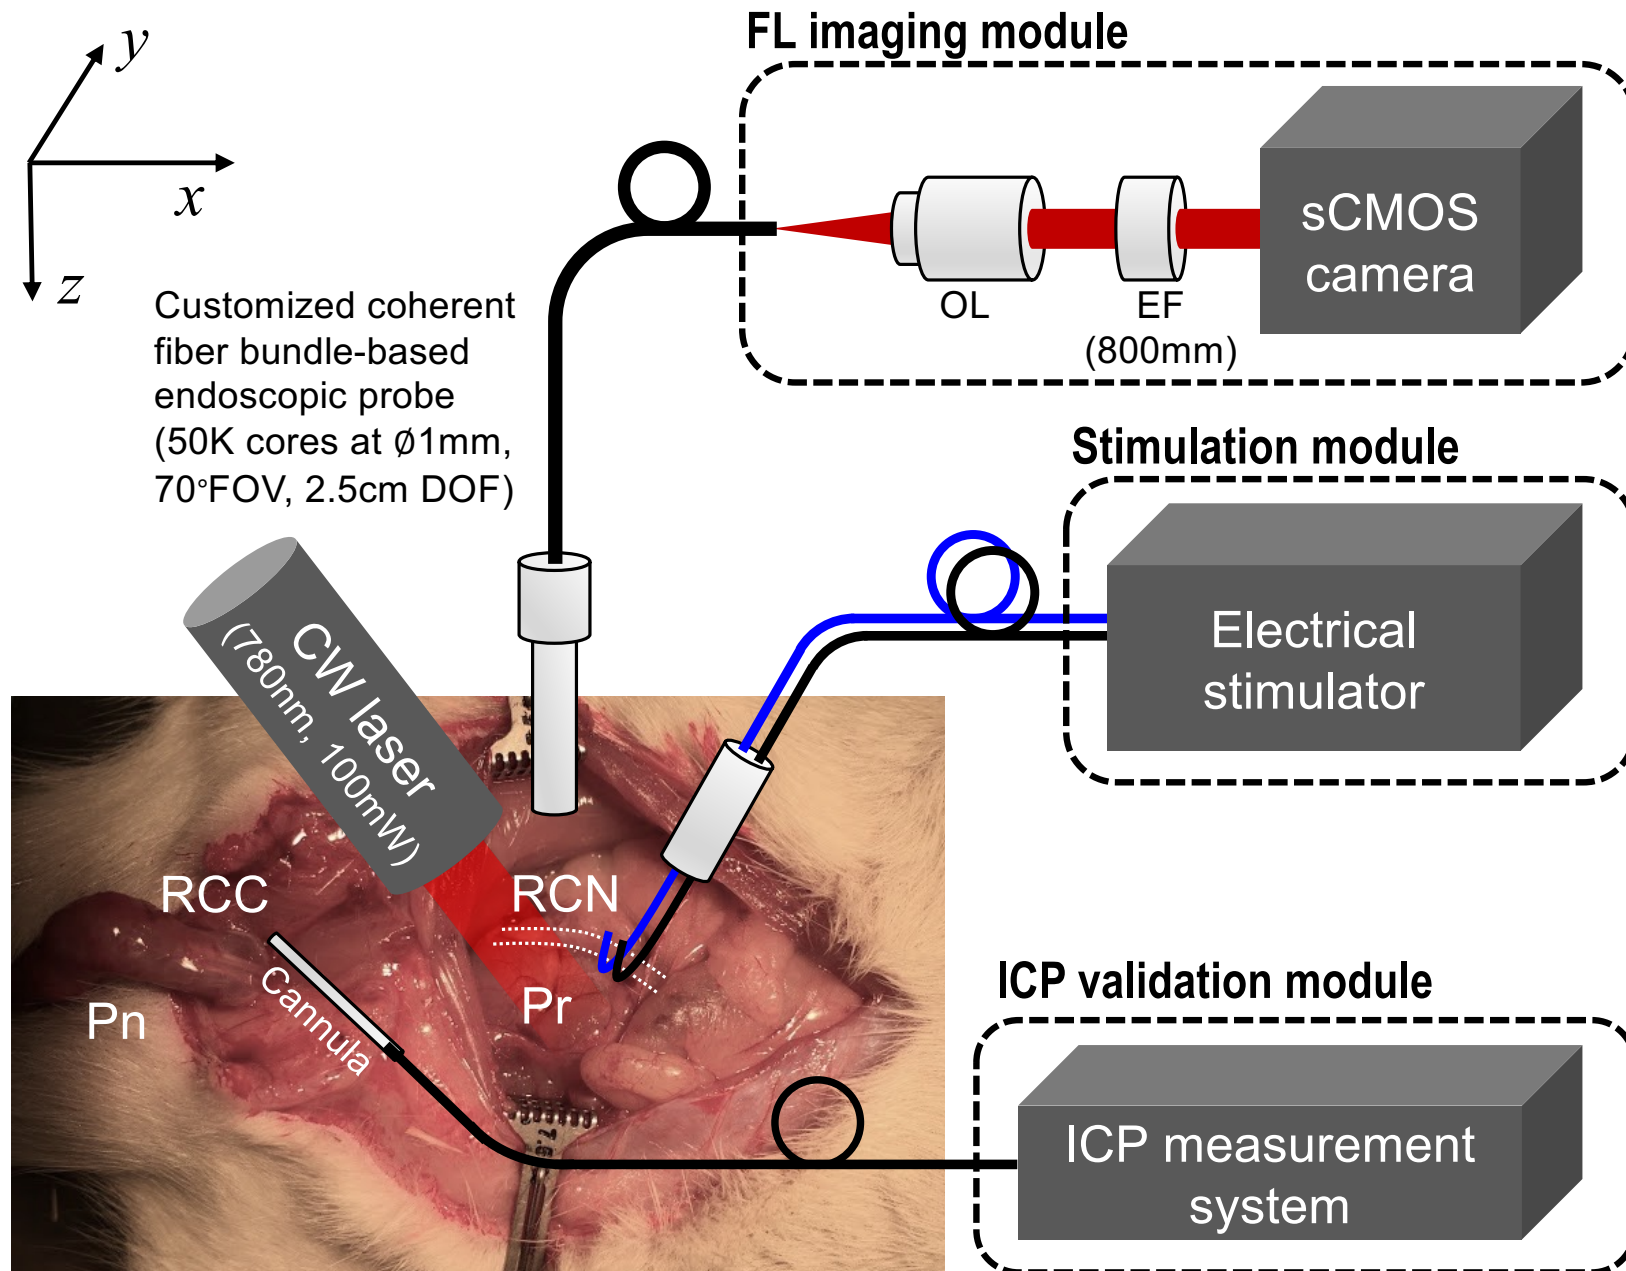 FL imaging module
y
x
z
sCMOS
camera
OL
EF
(800mm)
Customized coherent
fiber bundle-based
endoscopic probe
(50K cores at Ø1mm,
70°FOV, 2.5cm DOF)
Stimulation module
Electrical
stimulator
CW laser
(780nm, 100mW)
RCC
RCN
Pn
Pr
Cannula
ICP validation module
ICP measurement
system